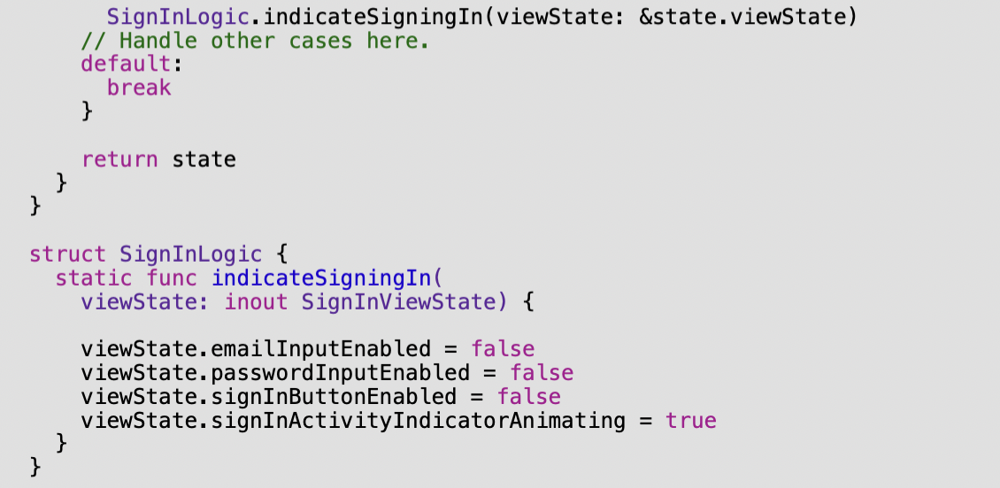 SignInLogic.indicateSigningIn(viewState: &state.viewState)
// Handle other cases here.
default:
break
}
return state
}
}
struct SignInLogic {
static func indicateSigningIn(
viewState: inout SignInViewState) {
viewState.emailInputEnabled = false
viewState.passwordInputEnabled = false
viewState.signInButtonEnabled = false
viewState.signInActivityIndicatorAnimating = true
}
}